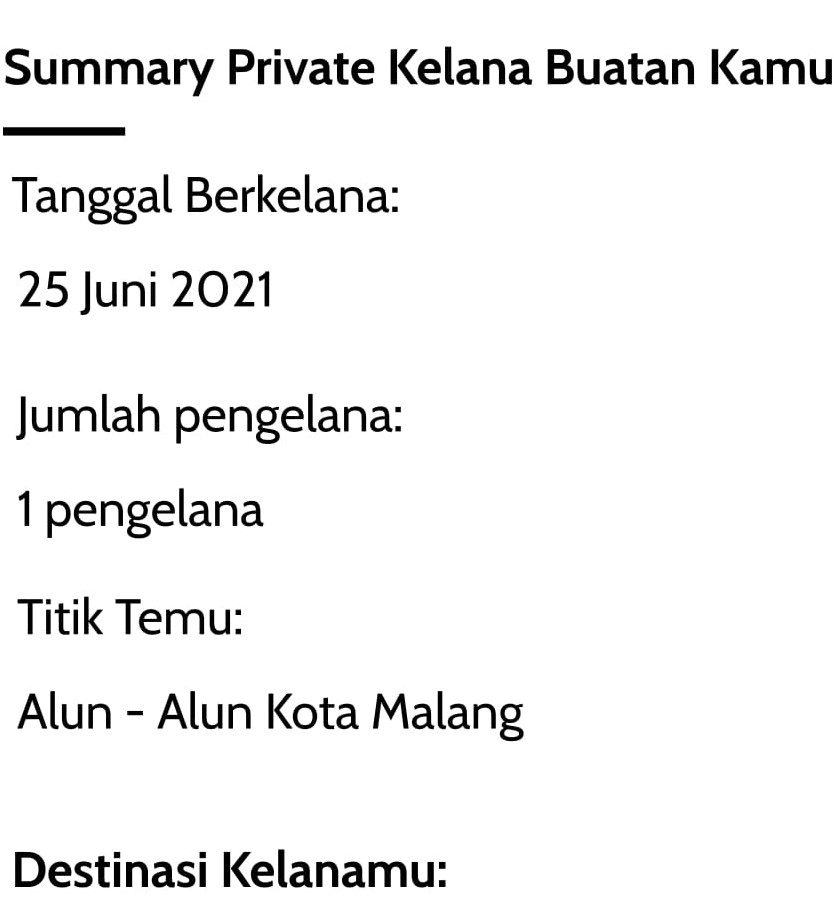 Summary Private Kelana Buatan Kamu
Tanggal Berkelana:
25 Juni 2021
Jumlah pengelana:
1 pengelana
Titik Temu:
Alun - Alun Kota Malang
Destinasi Kelanamu: